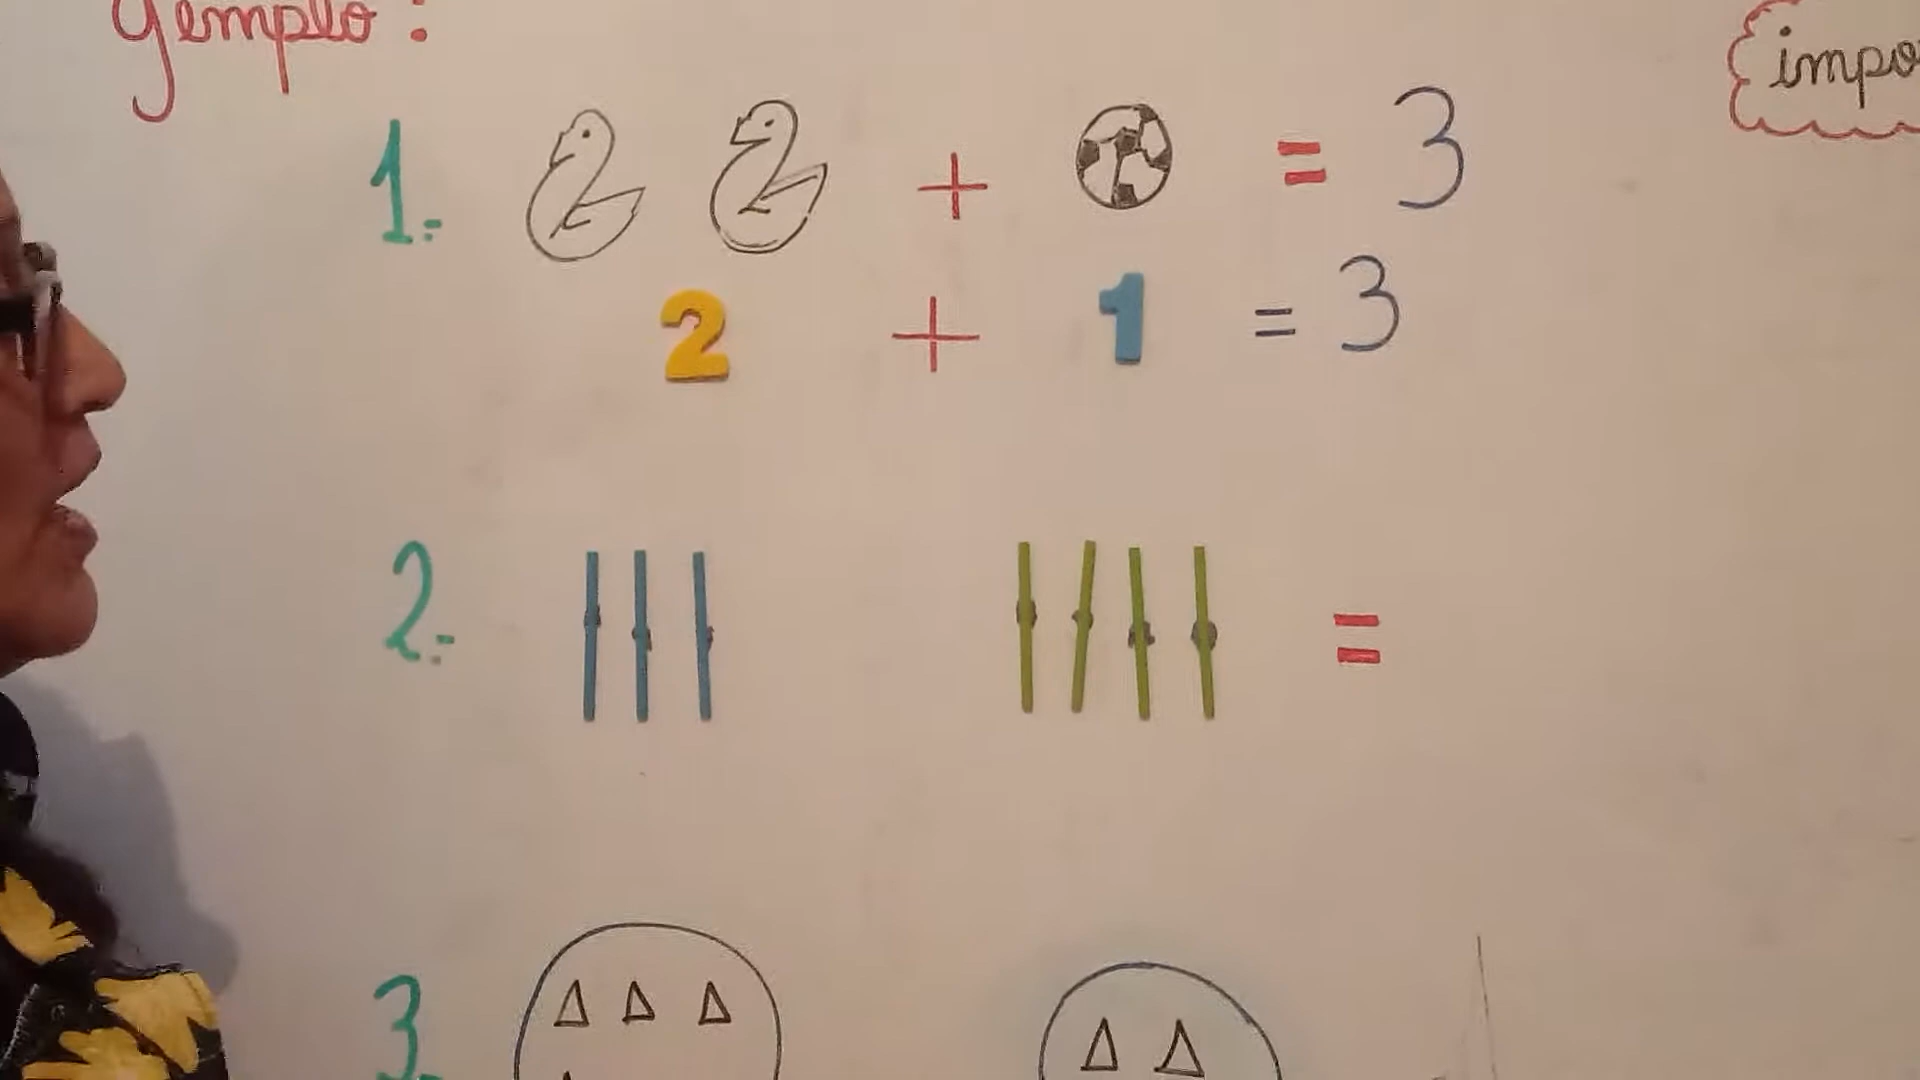 Ejemplo:
1.- + = 3
2 + 1 = 3
2.- =
3.-